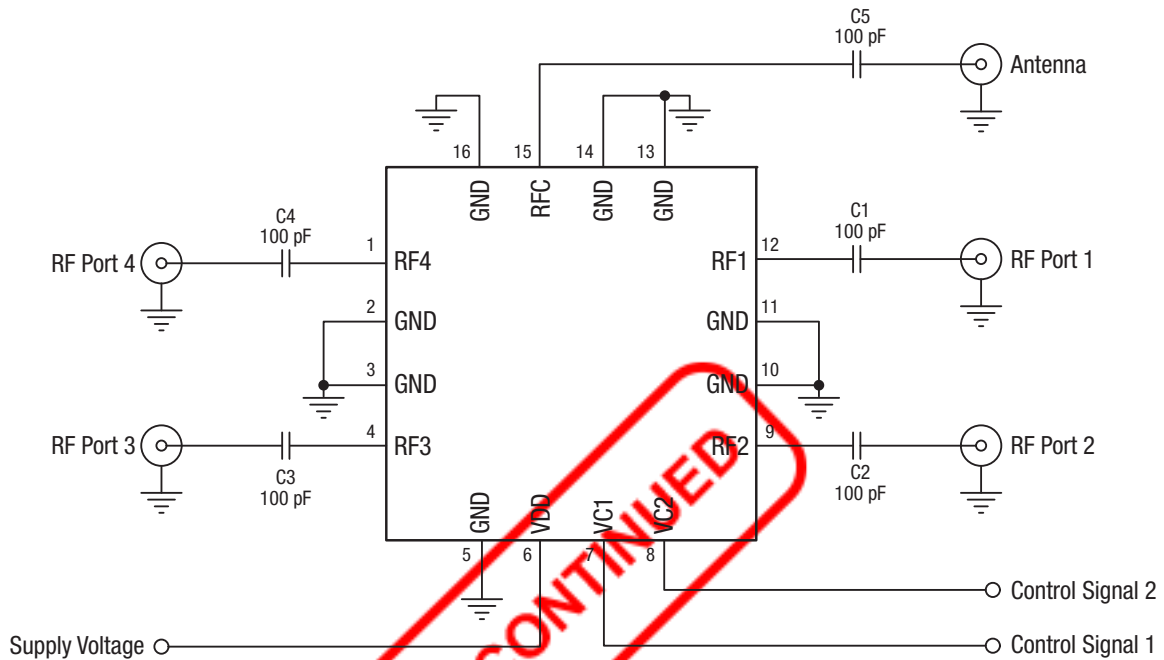 C5
100 pF
Antenna
16
15
14
13
GND
RFC
GND
GND
C4
100 pF
C1
100 pF
RF Port 4
1
RF4
RF1
12
RF Port 1
2
GND
GND
11
3
GND
GND
10
RF Port 3
4
RF3
RF2
9
RF Port 2
C3
100 pF
C2
100 pF
GND
VDD
VC1
VC2
5
6
7
8
CONTINUED
Control Signal 2
Supply Voltage
Control Signal 1